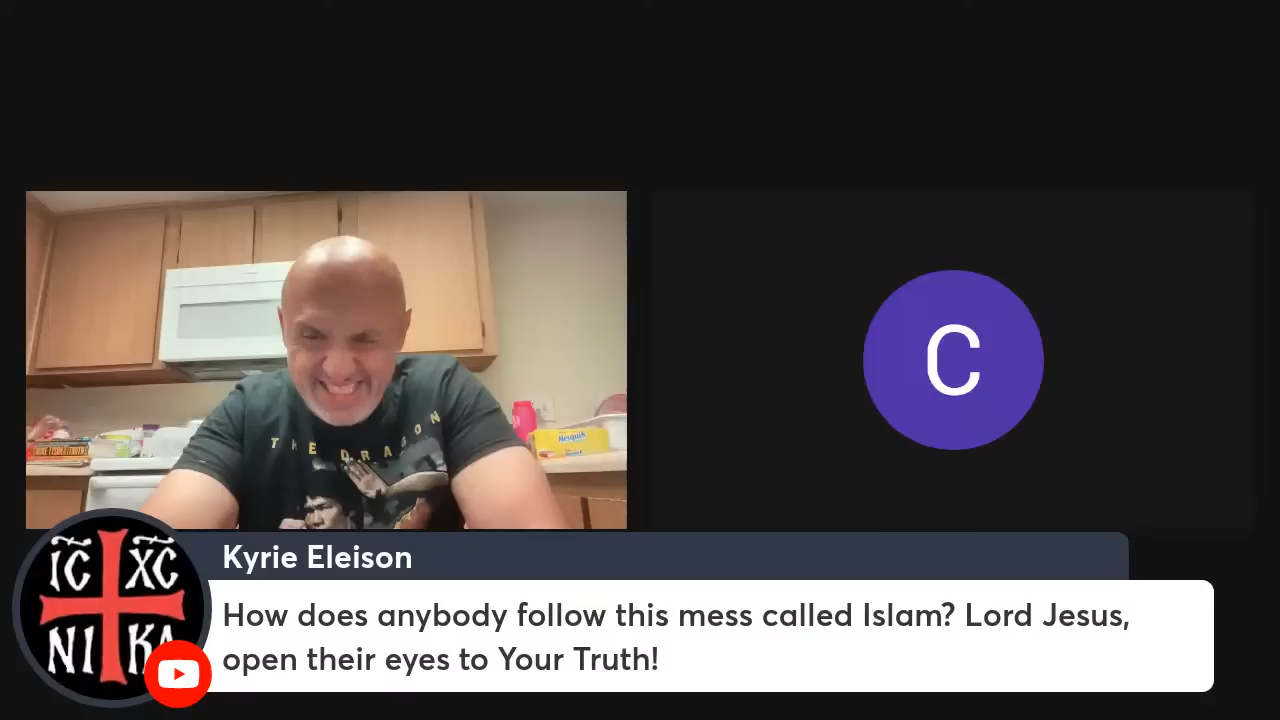 C
THE DRAGON
Nesquik
Kyrie Eleison
How does anybody follow this mess called Islam? Lord Jesus,
open their eyes to Your Truth!
IC XC
NI KA